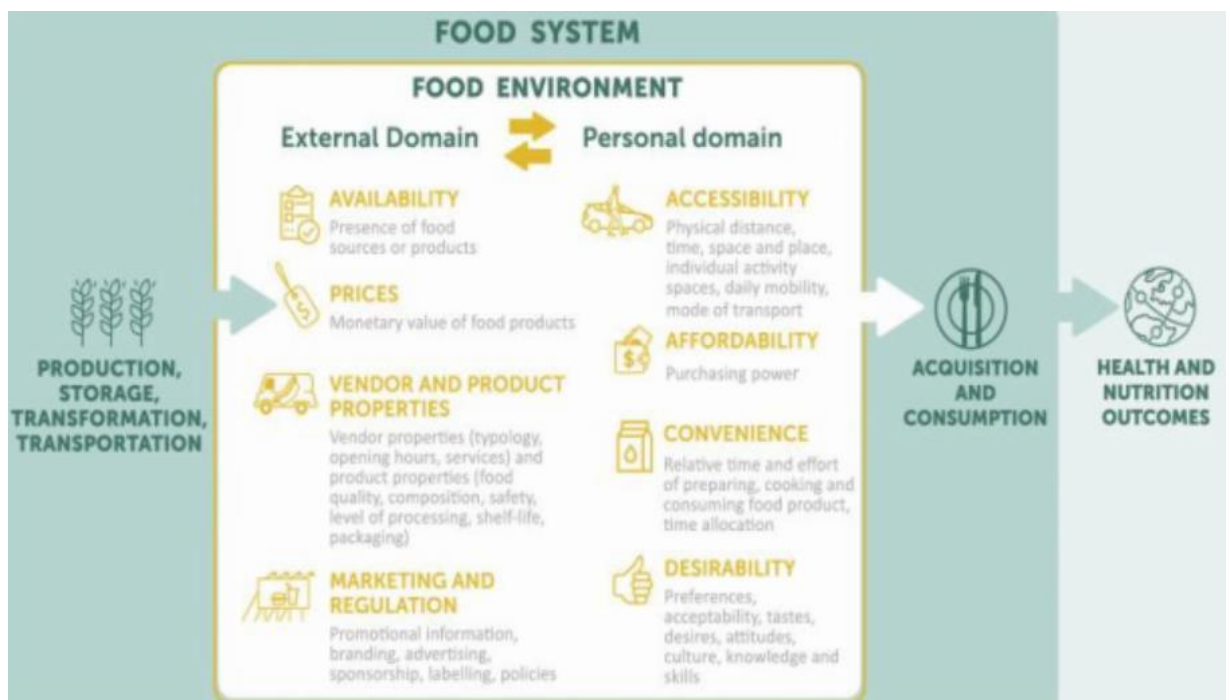 FOOD SYSTEM
FOOD ENVIRONMENT
External Domain
Personal domain
AVAILABILITY
Presence of food
sources or products
PRICES
Monetary value of food products
VENDOR AND PRODUCT
PROPERTIES
Vendor properties (typology,
opening hours, services) and
product properties (food
quality, composition, safety,
level of processing, shelf-life,
packaging)
MARKETING AND
REGULATION
Promotional information,
branding, advertising,
sponsorship, labelling, policies
ACCESSIBILITY
Physical distance,
time, space and place,
individual activity
spaces, daily mobility,
mode of transport
AFFORDABILITY
Purchasing power
CONVENIENCE
Relative time and effort
of preparing, cooking and
consuming food product,
time allocation
DESIRABILITY
Preferences,
acceptability, tastes,
desires, attitudes,
culture, knowledge and
skills
PRODUCTION,
STORAGE,
TRANSFORMATION,
TRANSPORTATION
ACQUISITION
AND
CONSUMPTION
HEALTH AND
NUTRITION
OUTCOMES